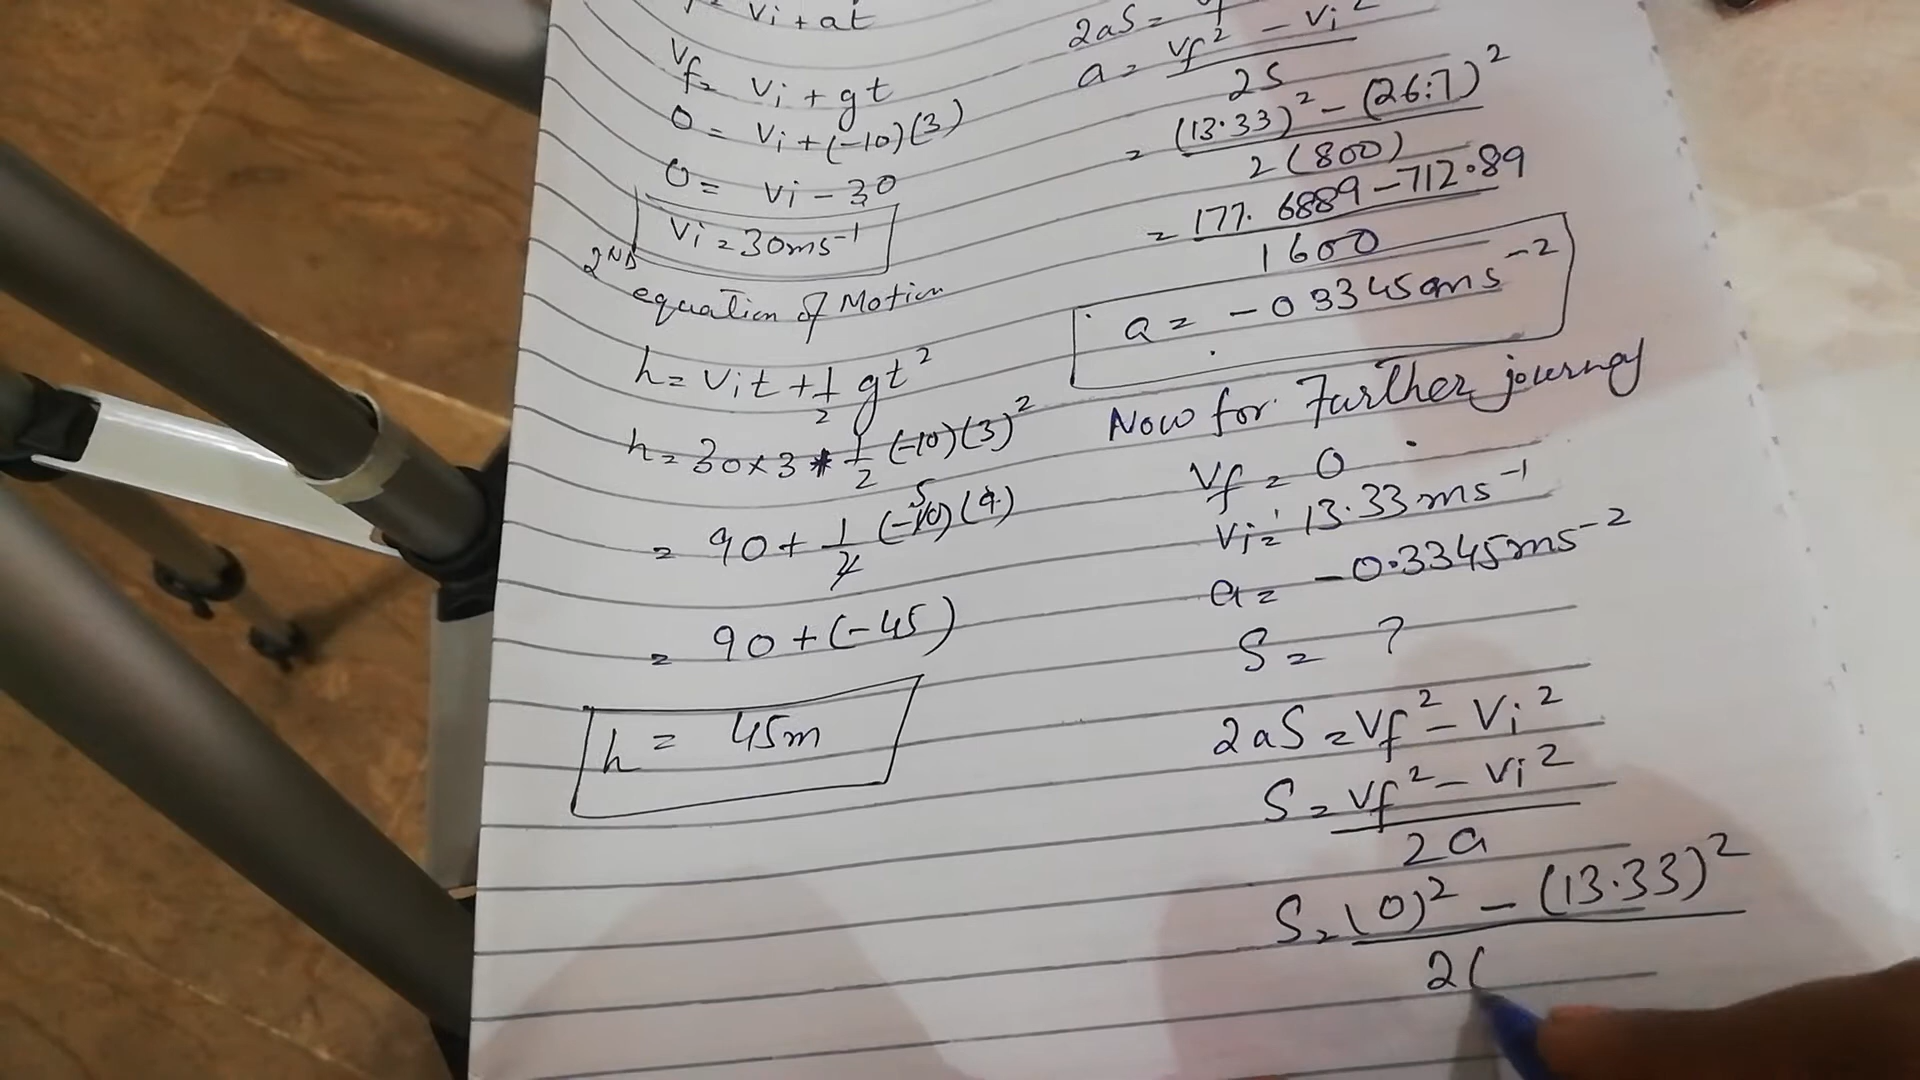 Vi + at
Vf = Vi + gt
0 = Vi + (-10)(3)
0 = Vi - 30
Vi = 30ms⁻¹
2ND
equation of Motion
h = Vit + 1/2 gt²
h = 30 x 3 + 1/2 (-10)(3)²
= 90 + 1/2 (-10)(9) 5
= 90 + (-45)
h = 45m
2aS =
a = Vf² - Vi² / 2S
= (13.33)² - (26.7)² / 2(800)
= 177.6889 - 712.89 / 1600
a = -0 3345ms⁻²
Now for Further journey
Vf = 0
Vi = 13.33ms⁻¹
a = -0.3345ms⁻²
S = ?
2aS = Vf² - Vi²
S = Vf² - Vi² / 2a
S = (0)² - (13.33)² / 2(